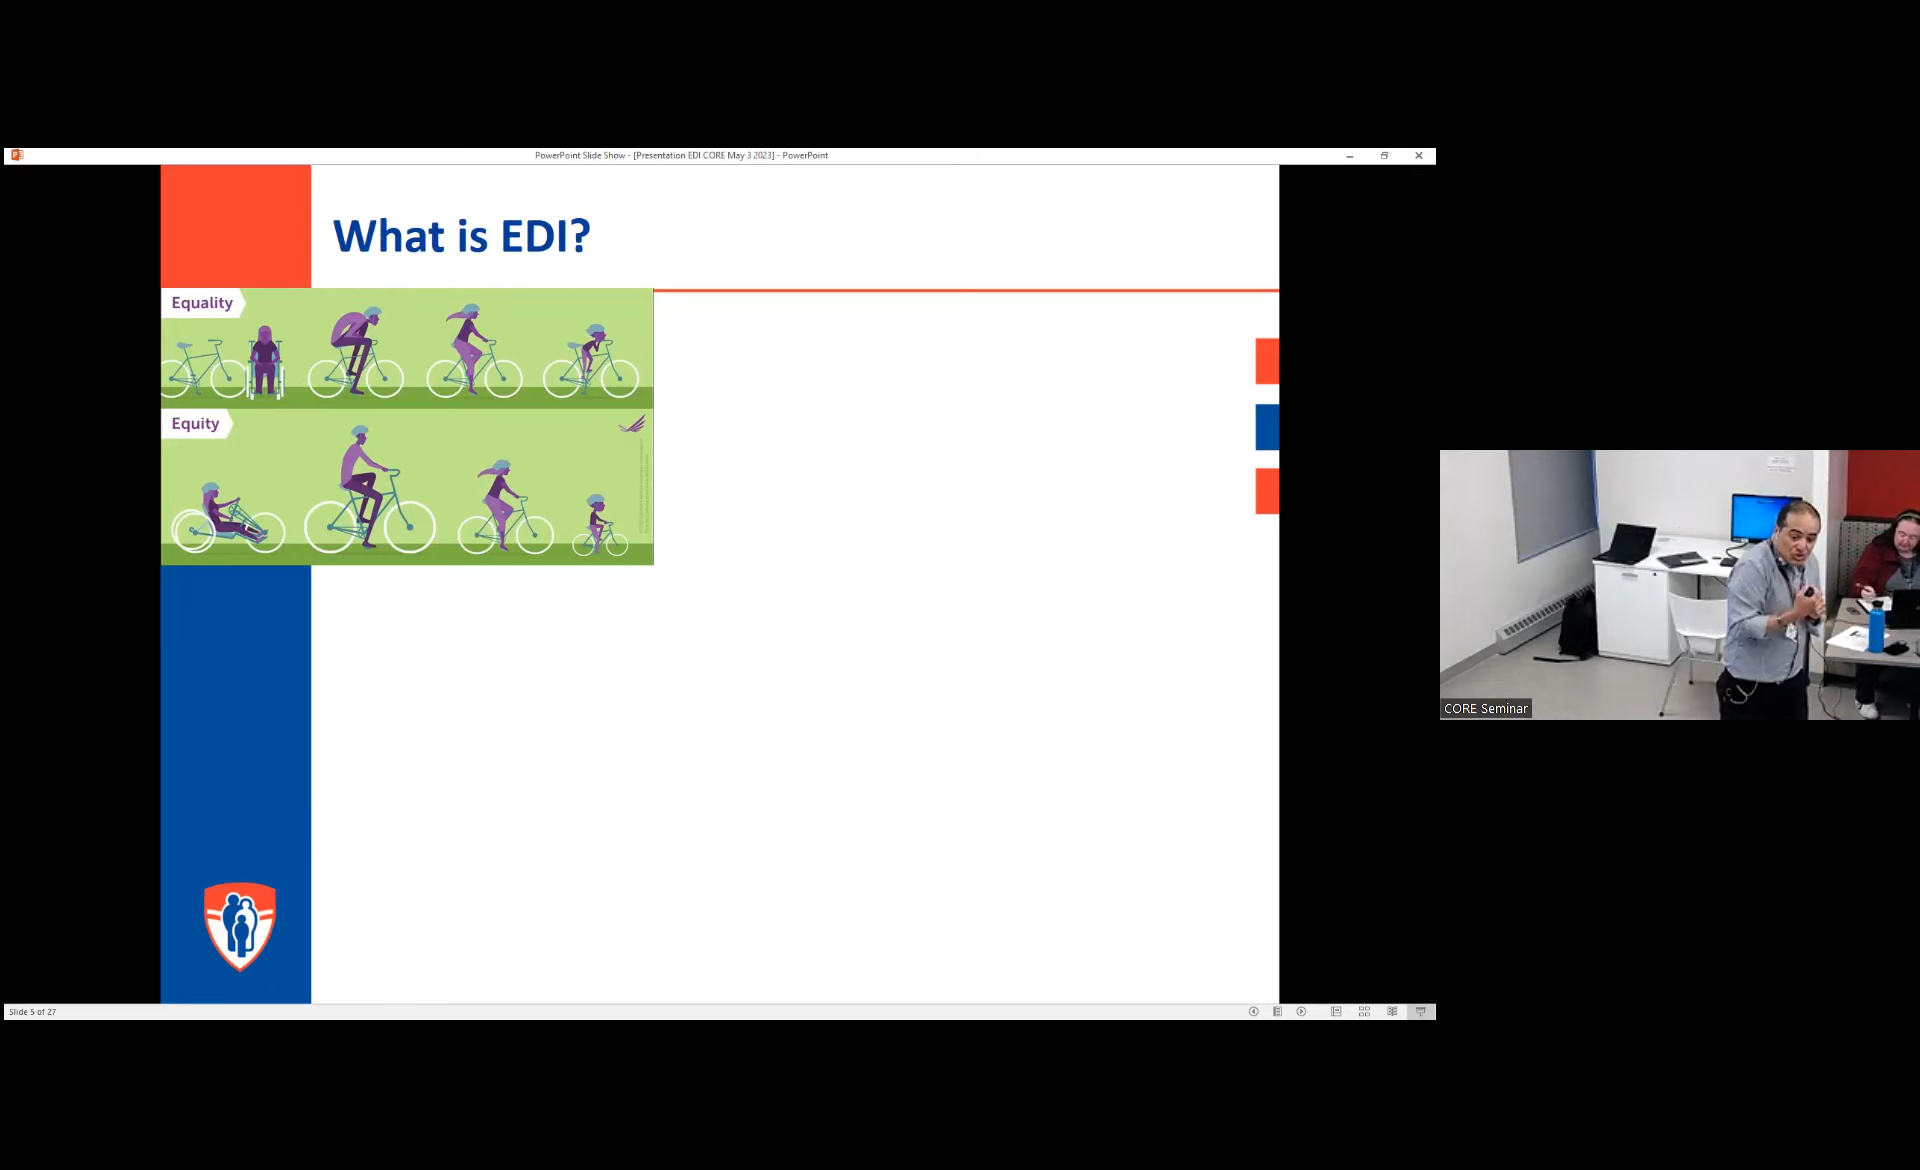 PowerPoint Slide Show - [Presentation EDI CORE May 3 2023] - PowerPoint
What is EDI?
Equality
Equity
CORE Seminar
Slide 5 of 27